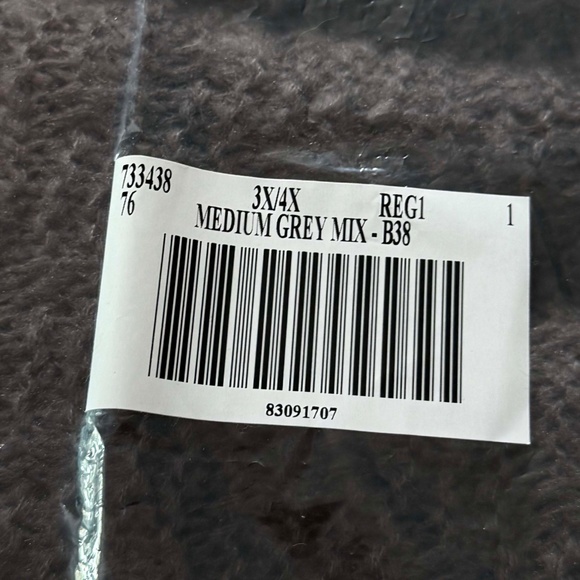 733438
76
3X/4X REG1 1
MEDIUM GREY MIX - B38
83091707